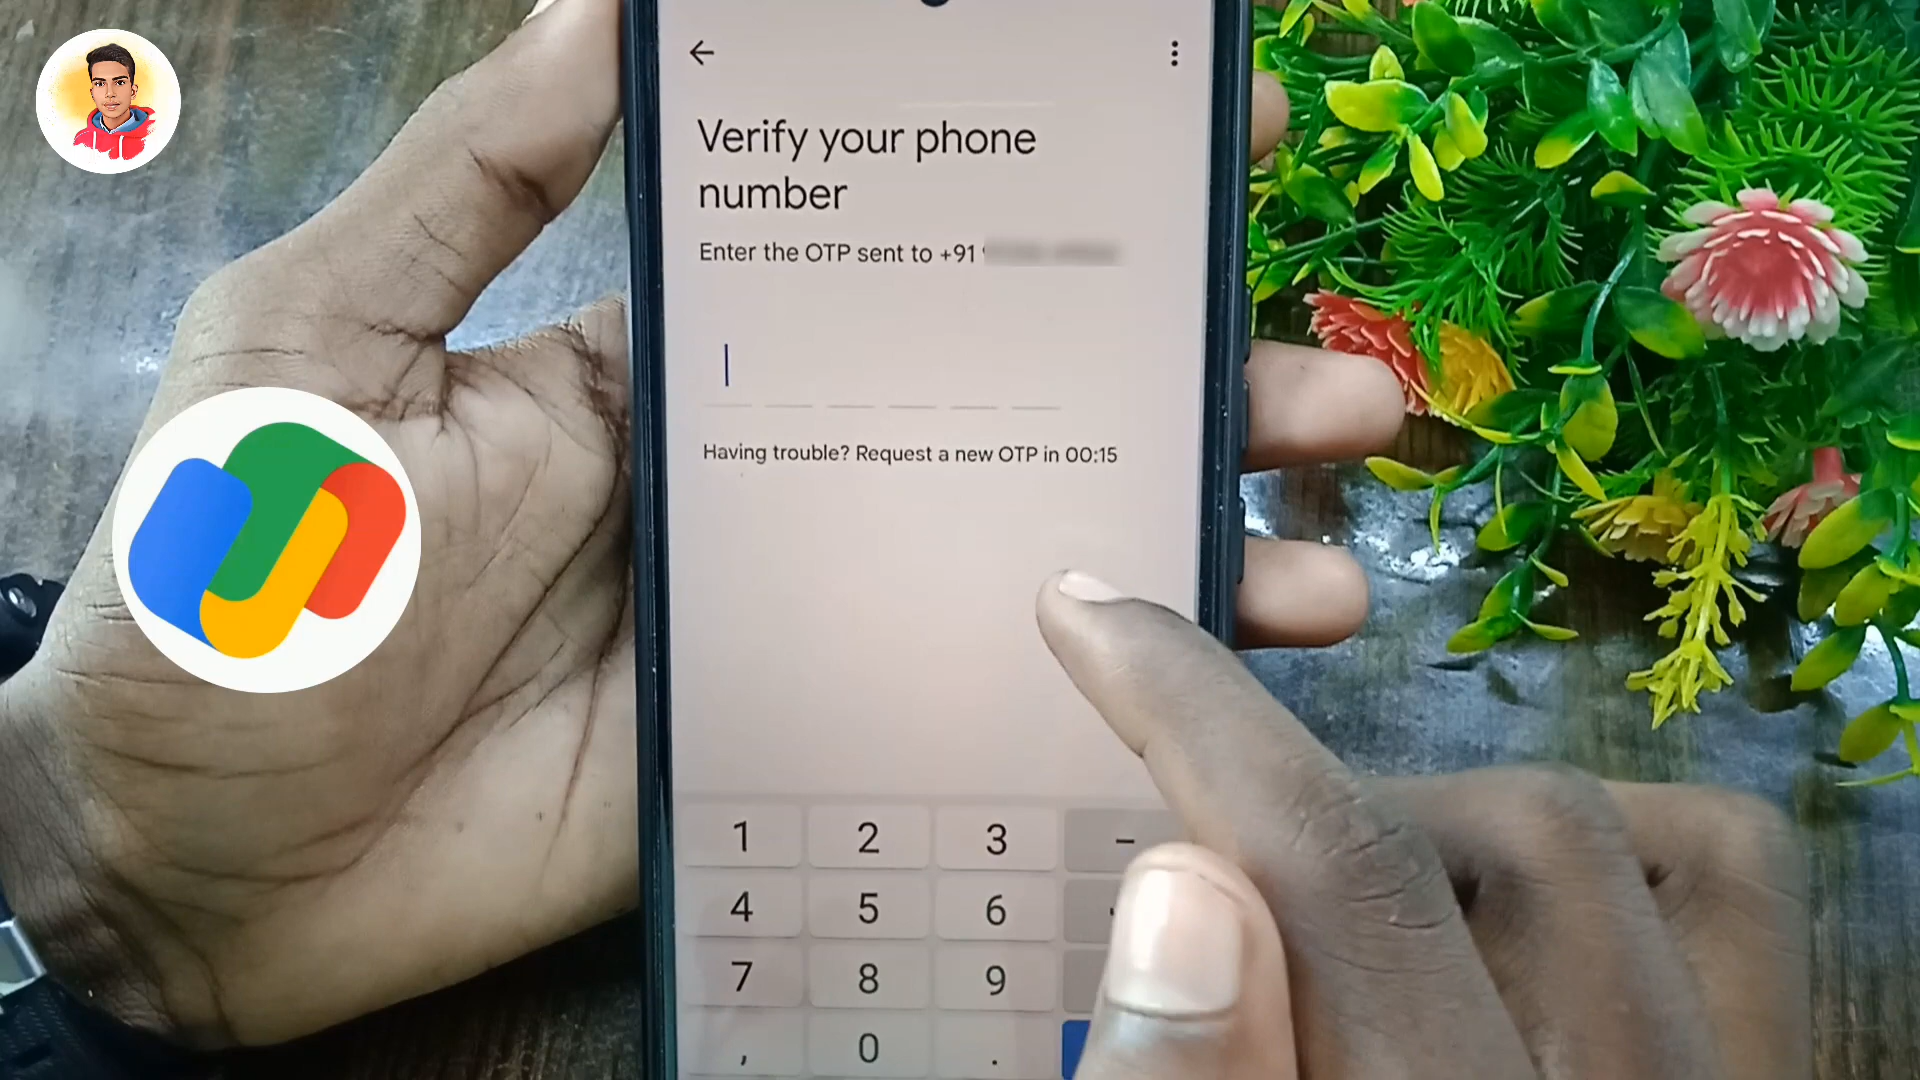 Verify your phone
number
Enter the OTP sent to +91
Having trouble? Request a new OTP in 00:15
1 2 3 -
4 5 6
7 8 9
, 0 .